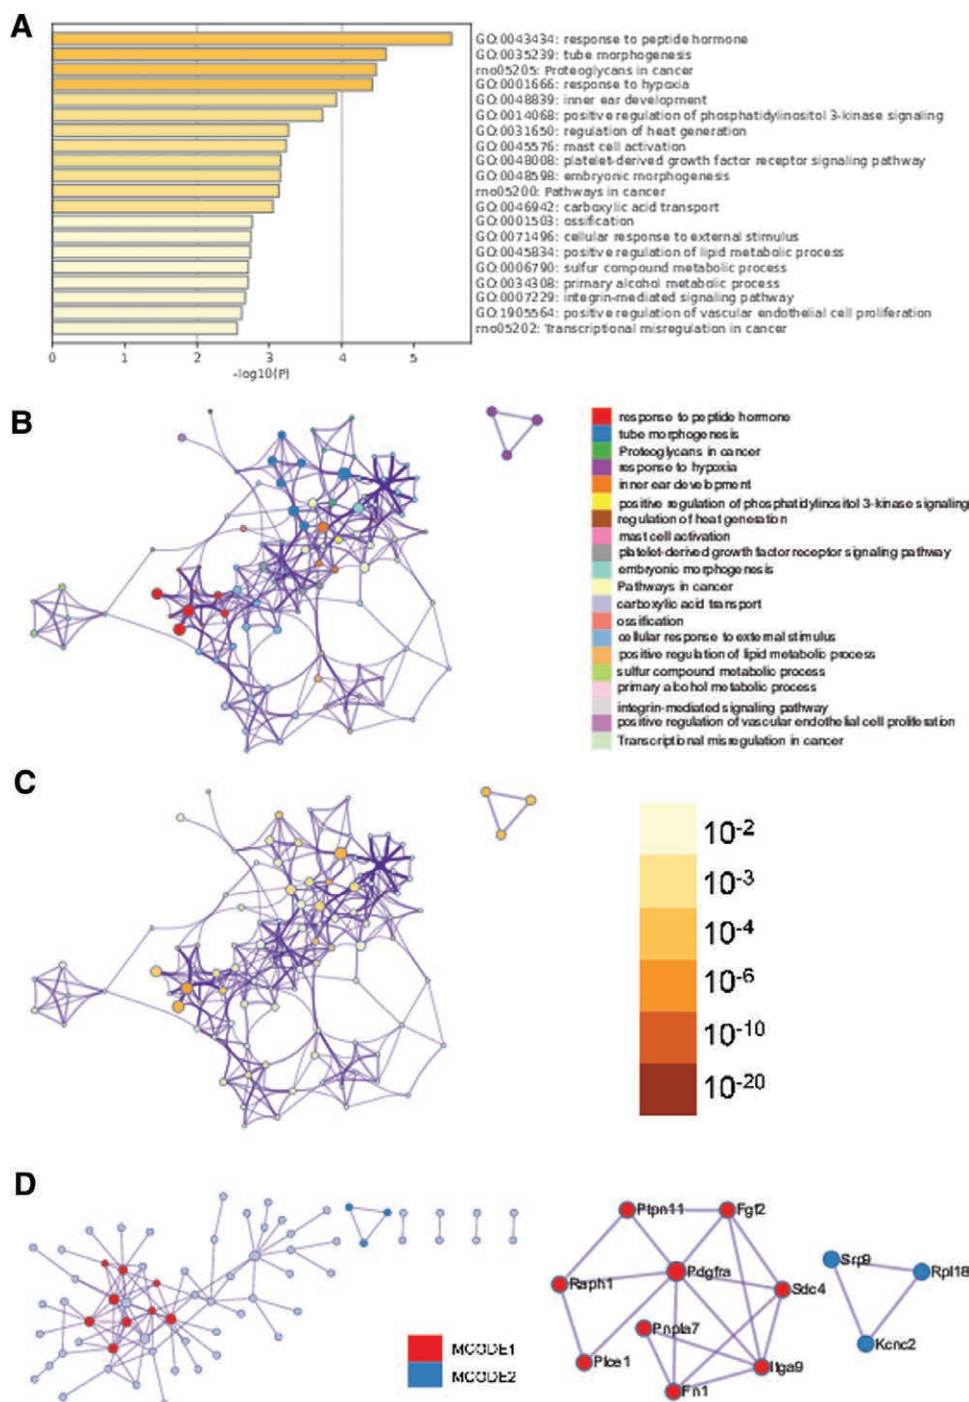 A
GO:0043434: response to peptide hormone
GO:0035239: tube morphogenesis
rno05205: Proteoglycans in cancer
GO:0001666: response to hypoxia
GO:0048839: inner ear development
GO:0014068: positive regulation of phosphatidylinositol 3-kinase signaling
GO:0031650: regulation of heat generation
GO:0045576: mast cell activation
GO:0048008: platelet-derived growth factor receptor signaling pathway
GO:0048598: embryonic morphogenesis
rno05200: Pathways in cancer
GO:0046942: carboxylic acid transport
GO:0001503: ossification
GO:0071496: cellular response to external stimulus
GO:0045834: positive regulation of lipid metabolic process
GO:0006790: sulfur compound metabolic process
GO:0034308: primary alcohol metabolic process
GO:0007229: integrin-mediated signaling pathway
GO:1905564: positive regulation of vascular endothelial cell proliferation
rno05202: Transcriptional misregulation in cancer
0 1 2 3 4 5
-log10(P)
B
response to peptide hormone
tube morphogenesis
Proteoglycans in cancer
response to hypoxia
inner ear development
positive regulation of phosphatidylinositol 3-kinase signaling
regulation of heat generation
mast cell activation
platelet-derived growth factor receptor signaling pathway
embryonic morphogenesis
Pathways in cancer
carboxylic acid transport
ossification
cellular response to external stimulus
positive regulation of lipid metabolic process
sulfur compound metabolic process
primary alcohol metabolic process
integrin-mediated signaling pathway
positive regulation of vascular endothelial cell proliferation
Transcriptional misregulation in cancer
C
10-2
10-3
10-4
10-6
10-10
10-20
D
MCODE1
MCODE2
Ptpn11
Fgf2
Raph1
Pdgfra
Sdc4
Pnpla7
Plce1
Itga9
Fn1
Srp9
Rpl18
Kcnc2